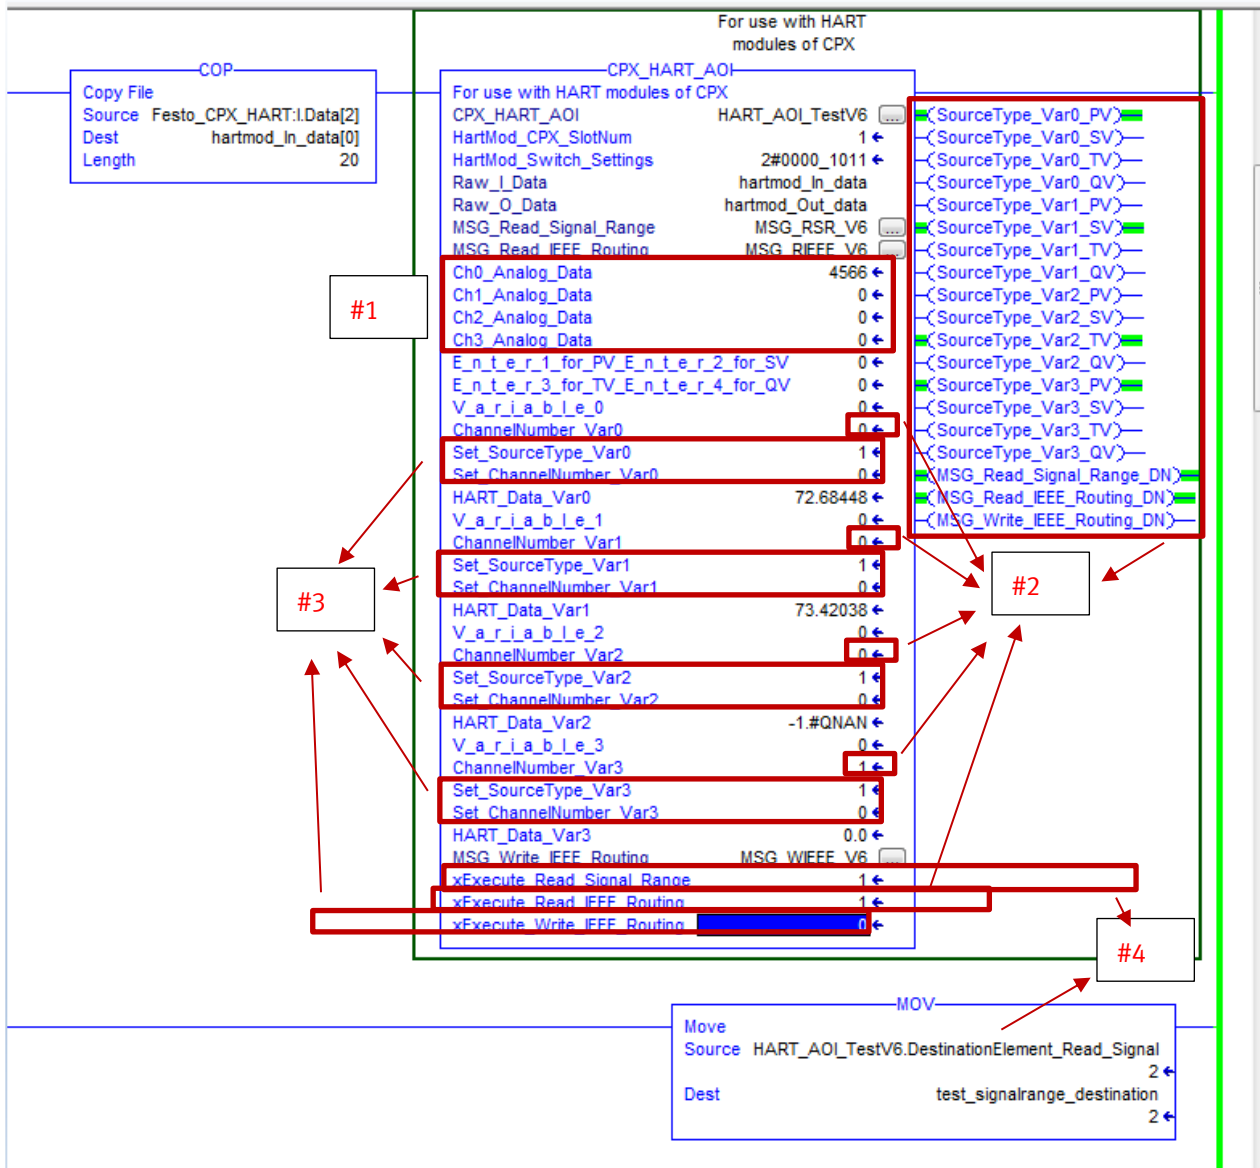 For use with HART
modules of CPX
COP
Copy File
Source Festo_CPX_HART:I.Data[2]
Dest hartmod_In_data[0]
Length 20
CPX_HART_AOI
For use with HART modules of CPX
CPX_HART_AOI HART_AOI_TestV6 ...
HartMod_CPX_SlotNum 1
HartMod_Switch_Settings 2#0000_1011
Raw_I_Data hartmod_In_data
Raw_O_Data hartmod_Out_data
MSG_Read_Signal_Range MSG_RSR_V6 ...
MSG_Read_IEEE_Routing MSG_RIEEE_V6 ...
Ch0_Analog_Data 4566
Ch1_Analog_Data 0
Ch2_Analog_Data 0
Ch3_Analog_Data 0
E_n_t_e_r_1_for_PV_E_n_t_e_r_2_for_SV 0
E_n_t_e_r_3_for_TV_E_n_t_e_r_4_for_QV 0
V_a_r_i_a_b_l_e_0 0
ChannelNumber_Var0 0
Set_SourceType_Var0 1
Set_ChannelNumber_Var0 0
HART_Data_Var0 72.68448
V_a_r_i_a_b_l_e_1 0
ChannelNumber_Var1 0
Set_SourceType_Var1 1
Set_ChannelNumber_Var1 0
HART_Data_Var1 73.42038
V_a_r_i_a_b_l_e_2 0
ChannelNumber_Var2 0
Set_SourceType_Var2 1
Set_ChannelNumber_Var2 0
HART_Data_Var2 -1.#QNAN
V_a_r_i_a_b_l_e_3 0
ChannelNumber_Var3 1
Set_SourceType_Var3 1
Set_ChannelNumber_Var3 0
HART_Data_Var3 0.0
MSG_Write_IEEE_Routing MSG_WIEEE_V6 ...
xExecute_Read_Signal_Range 1
xExecute_Read_IEEE_Routing 1
xExecute_Write_IEEE_Routing 0
SourceType_Var0_PV
SourceType_Var0_SV
SourceType_Var0_TV
SourceType_Var0_QV
SourceType_Var1_PV
SourceType_Var1_SV
SourceType_Var1_TV
SourceType_Var1_QV
SourceType_Var2_PV
SourceType_Var2_SV
SourceType_Var2_TV
SourceType_Var2_QV
SourceType_Var3_PV
SourceType_Var3_SV
SourceType_Var3_TV
SourceType_Var3_QV
MSG_Read_Signal_Range_DN
MSG_Read_IEEE_Routing_DN
MSG_Write_IEEE_Routing_DN
#1
#2
#3
#4
MOV
Move
Source HART_AOI_TestV6.DestinationElement_Read_Signal
2
Dest test_signalrange_destination
2